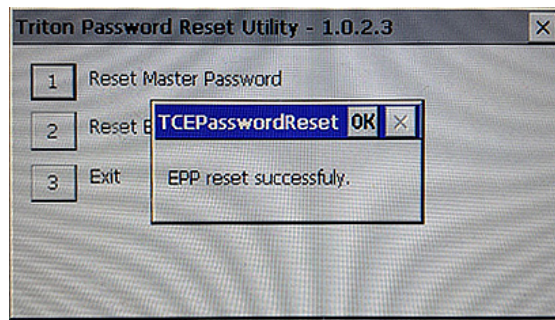 Triton Password Reset Utility - 1.0.2.3
1 Reset Master Password
2 Reset E
TCEPasswordReset OK
EPP reset successfuly.
3 Exit